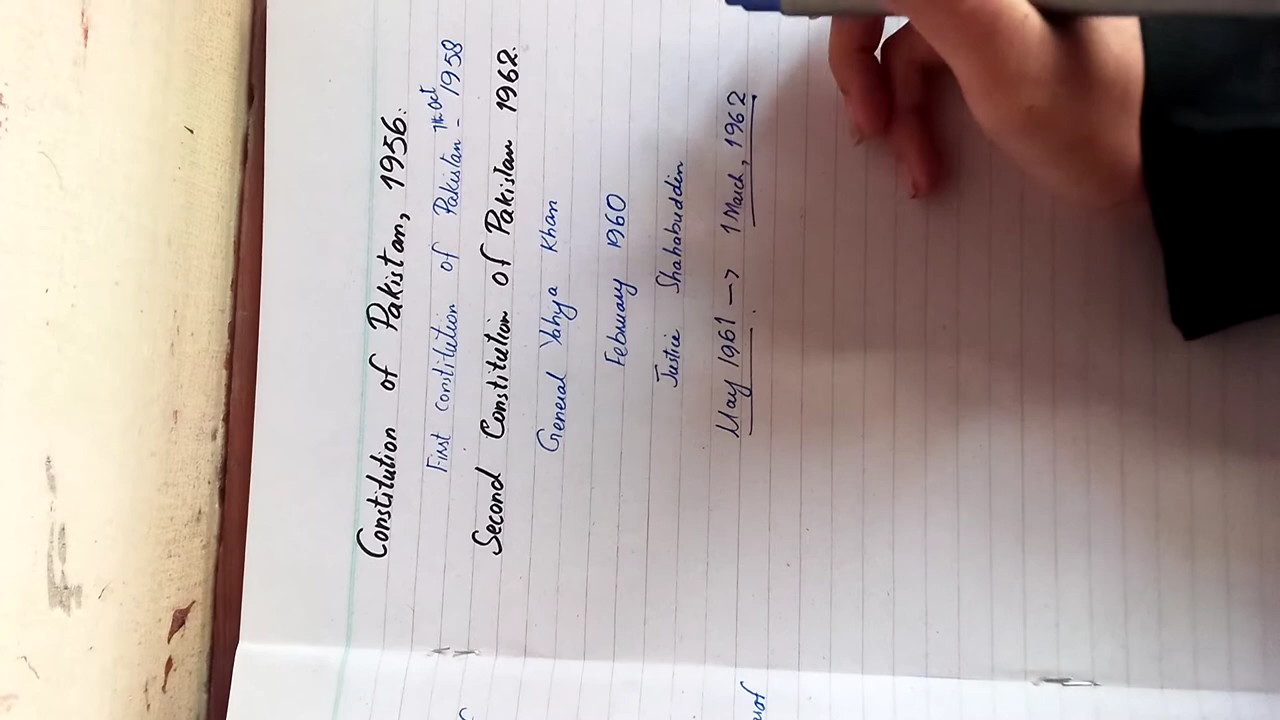 Constitution of Pakistan, 1956.
First Constitution of Pakistan 7th Oct - 1958
Second Constitution of Pakistan 1962.
General Yahya Khan
February 1960
Justice Shahabuddin
May 1961 -> 1 March, 1962